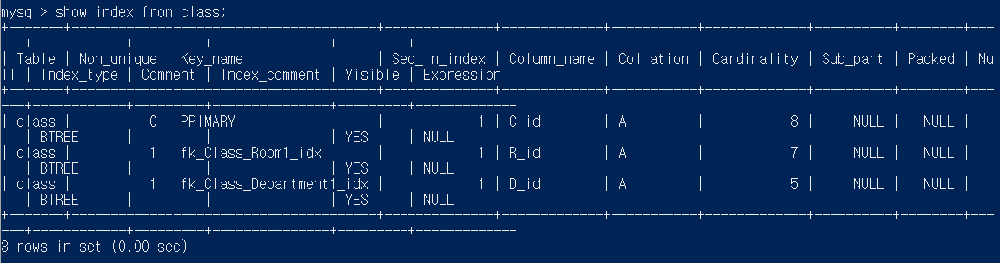 mysql> show index from class;
+-------+------------+--------------------------+--------------+-------------+-----------+-------------+----------+--------+---
---+------------+---------+---------------+---------+------------+
| Table | Non_unique | Key_name                 | Seq_in_index | Column_name | Collation | Cardinality | Sub_part | Packed | Nu
ll | Index_type | Comment | Index_comment | Visible | Expression |
+-------+------------+--------------------------+--------------+-------------+-----------+-------------+----------+--------+---
---+------------+---------+---------------+---------+------------+
| class |          0 | PRIMARY                  |            1 | C_id        | A         |           8 |     NULL |   NULL |
   | BTREE      |         |               | YES     | NULL       |
| class |          1 | fk_Class_Room1_idx       |            1 | R_id        | A         |           7 |     NULL |   NULL |
   | BTREE      |         |               | YES     | NULL       |
| class |          1 | fk_Class_Department1_idx |            1 | D_id        | A         |           5 |     NULL |   NULL |
   | BTREE      |         |               | YES     | NULL       |
+-------+------------+--------------------------+--------------+-------------+-----------+-------------+----------+--------+---
---+------------+---------+---------------+---------+------------+
3 rows in set (0.00 sec)